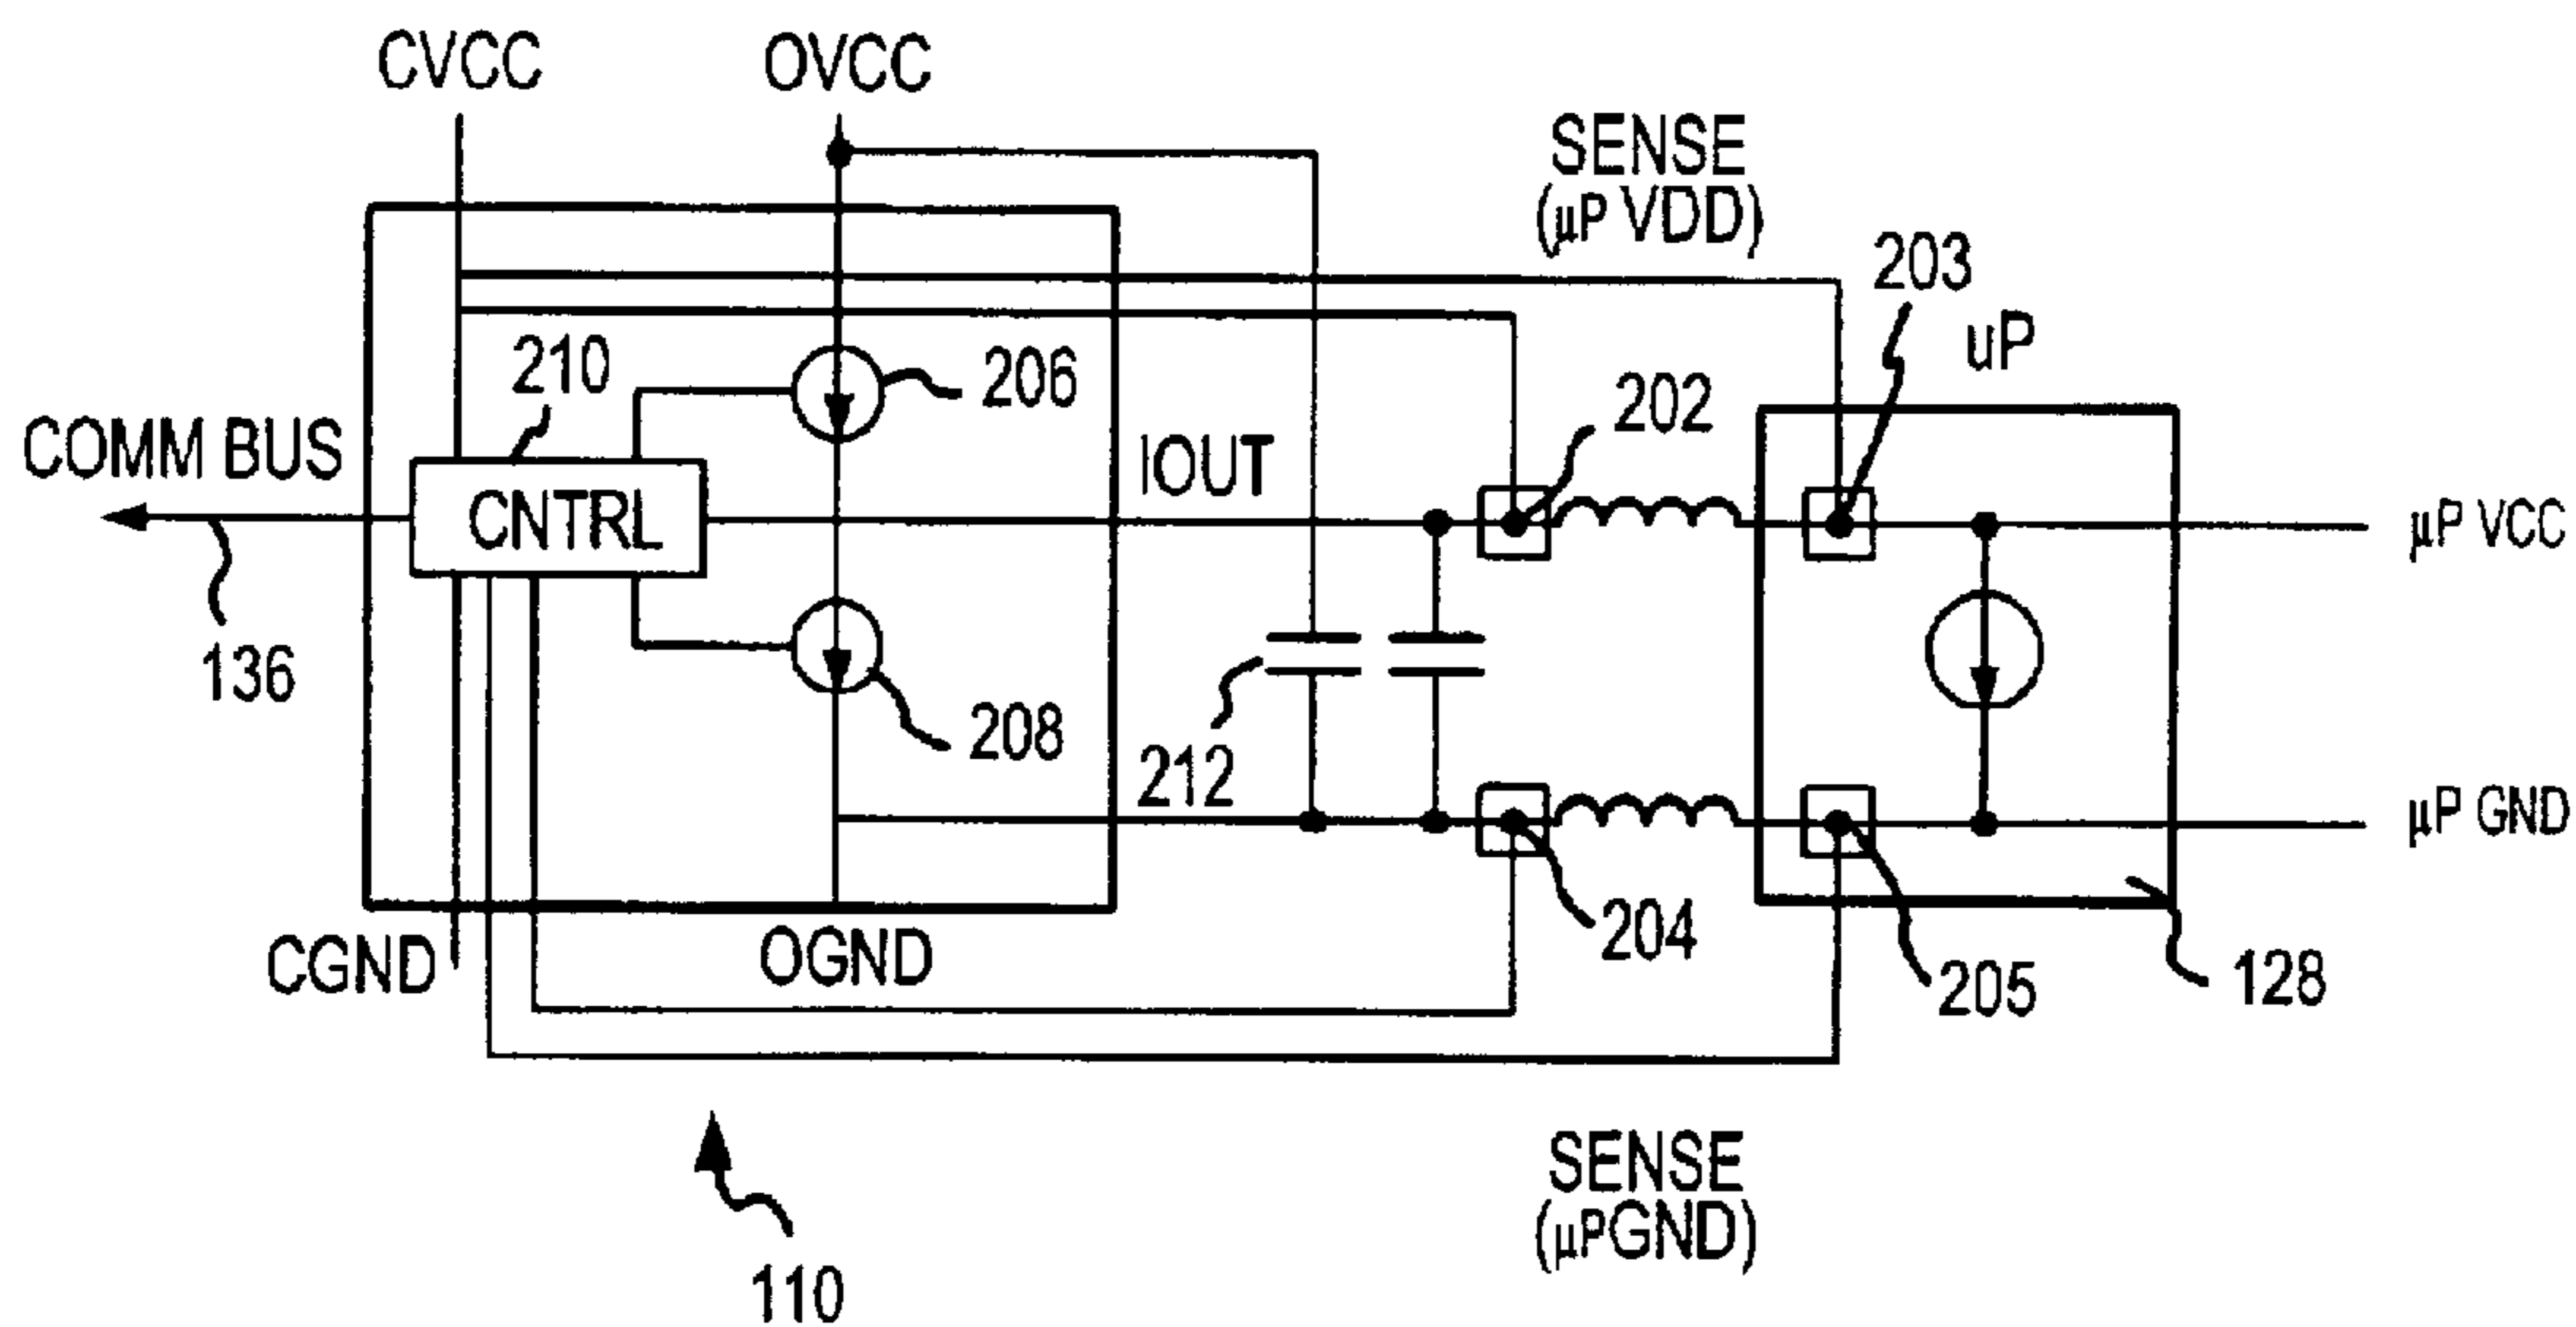 CVCC
OVCC
SENSE
(µP VDD)
203
uP
210
206
202
COMM BUS
IOUT
CNTRL
µP VCC
136
208
212
µP GND
CGND
OGND
204
205
128
SENSE
(µPGND)
110